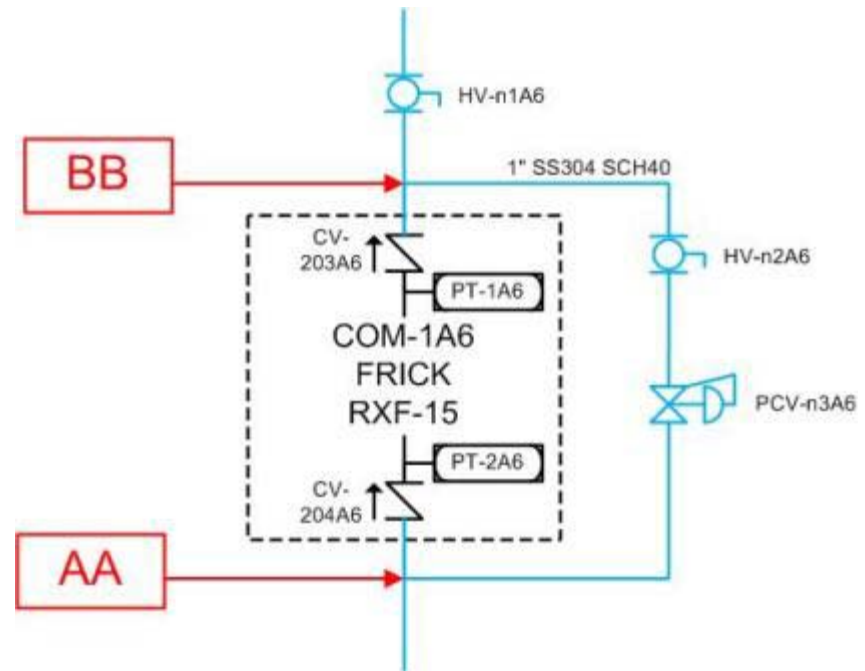 HV-n1A6
BB
1" SS304 SCH40
CV-
203A6
HV-n2A6
PT-1A6
COM-1A6
FRICK
RXF-15
PCV-n3A6
PT-2A6
CV-
204A6
AA